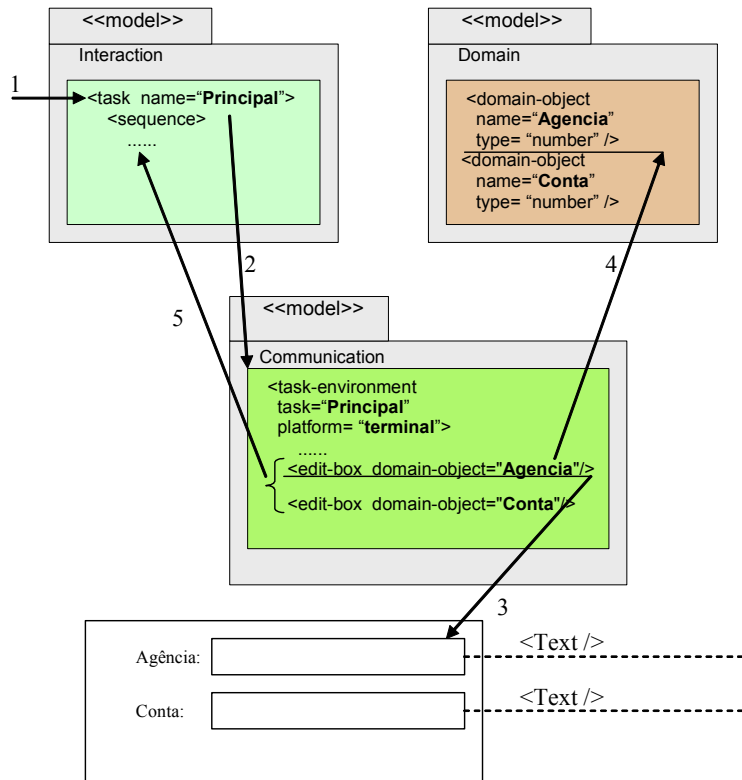 <<model>>
Interaction
1
<task name=“Principal”>
<sequence>
......
<<model>>
Domain
<domain-object
name=“Agencia”
type= “number” />
<domain-object
name=“Conta”
type= “number” />
2
4
5
<<model>>
Communication
<task-environment
task=“Principal”
platform= “terminal”>
......
<edit-box domain-object="Agencia"/>
<edit-box domain-object="Conta"/>
3
Agência:
<Text />
Conta:
<Text />